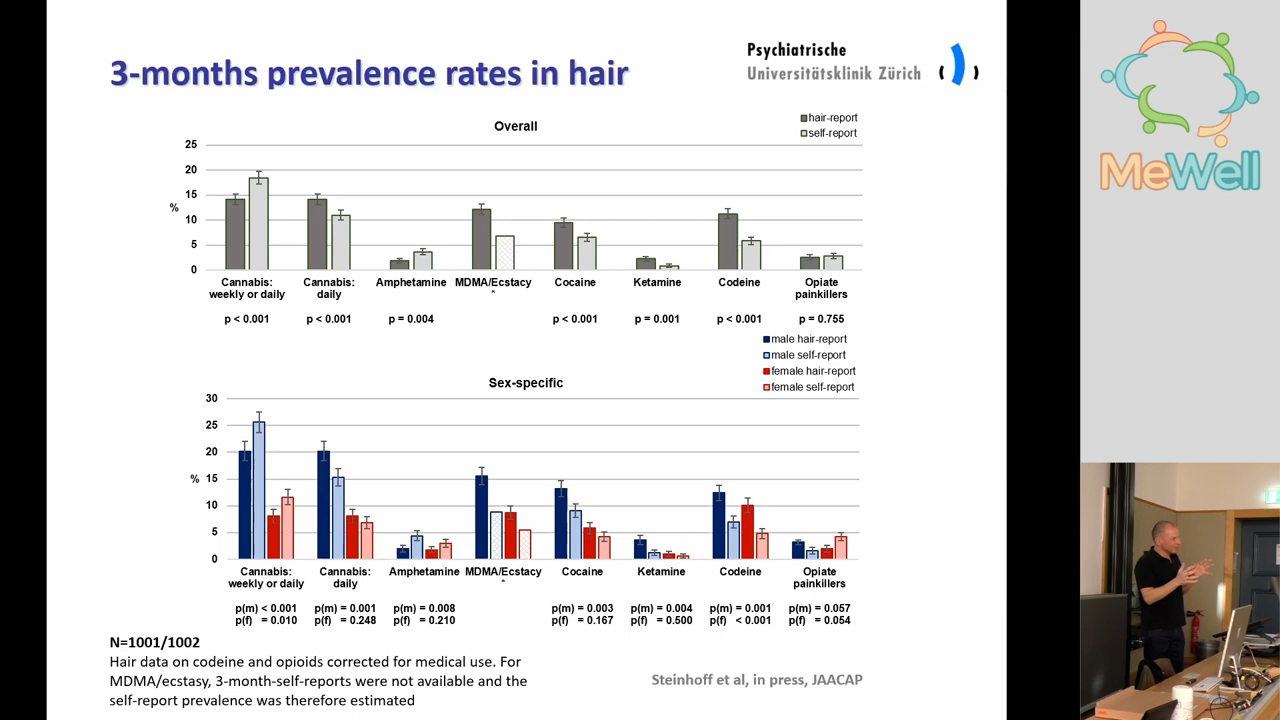 3-months prevalence rates in hair
Psychiatrische
Universitätsklinik Zürich
MeWell
Overall
hair-report
self-report
25
20
15
10
5
0
%
Cannabis: weekly or daily
Cannabis: daily
Amphetamine
MDMA/Ecstacy
*
Cocaine
Ketamine
Codeine
Opiate painkillers
p < 0.001
p < 0.001
p = 0.004
p < 0.001
p = 0.001
p < 0.001
p = 0.755
male hair-report
male self-report
female hair-report
female self-report
Sex-specific
30
25
20
15
10
5
0
%
Cannabis: weekly or daily
Cannabis: daily
Amphetamine
MDMA/Ecstacy
*
Cocaine
Ketamine
Codeine
Opiate painkillers
p(m) < 0.001 p(m) = 0.001 p(m) = 0.008 p(m) = 0.003 p(m) = 0.004 p(m) = 0.001 p(m) = 0.057
p(f) = 0.010 p(f) = 0.248 p(f) = 0.210 p(f) = 0.167 p(f) = 0.500 p(f) < 0.001 p(f) = 0.054
N=1001/1002
Hair data on codeine and opioids corrected for medical use. For
MDMA/ecstasy, 3-month-self-reports were not available and the
self-report prevalence was therefore estimated
Steinhoff et al, in press, JAACAP